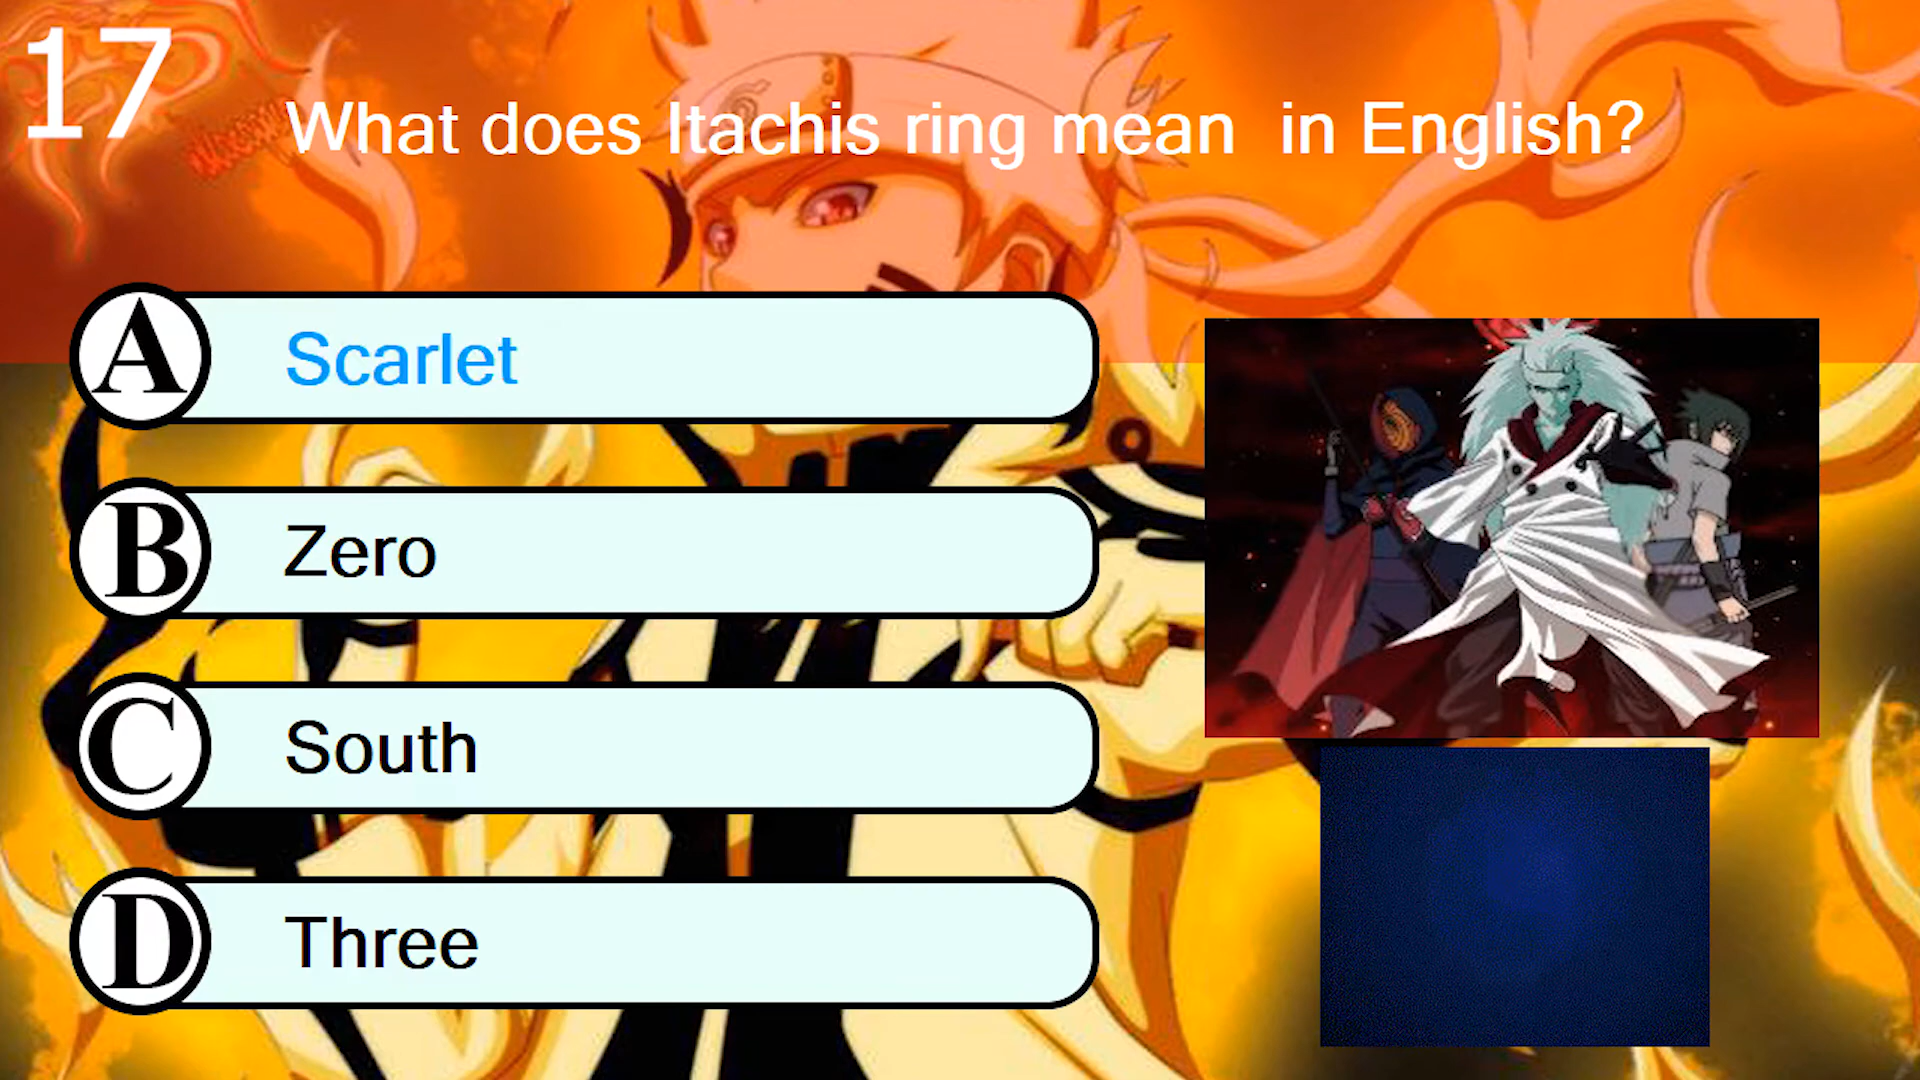 17
What does Itachis ring mean in English?
A Scarlet
B Zero
C South
D Three